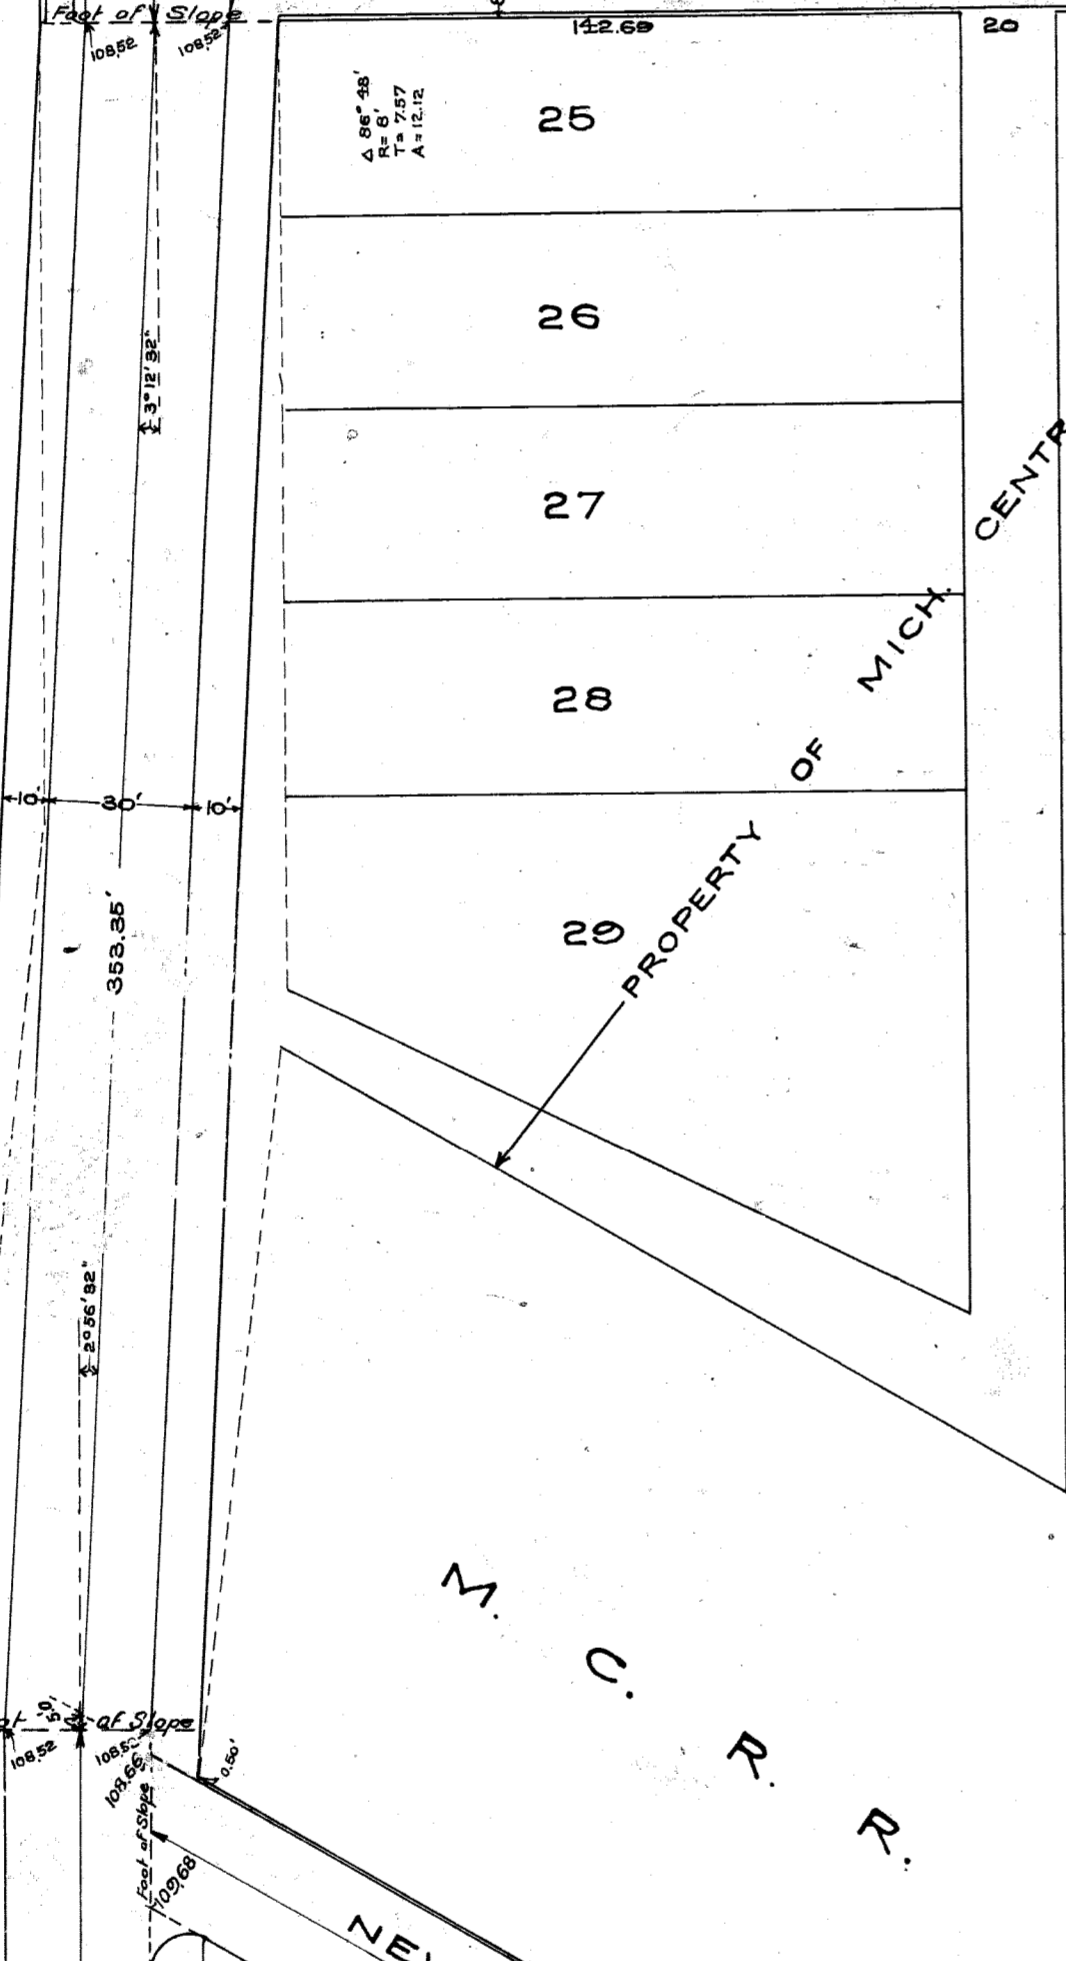 Foot of Slope
142.69
20
108.52
108.52
Δ 86° 48'
R= 8'
T= 7.57
A= 12.12
25
26
3° 12' 32"
27
CENTR
MICH.
28
OF
10'
30'
10'
PROPERTY
353.35'
29
2° 56' 32"
M. C. R. R.
5.0'
of Slope
108.52
108.52
108.66
0.50'
Foot of Slope
109.68